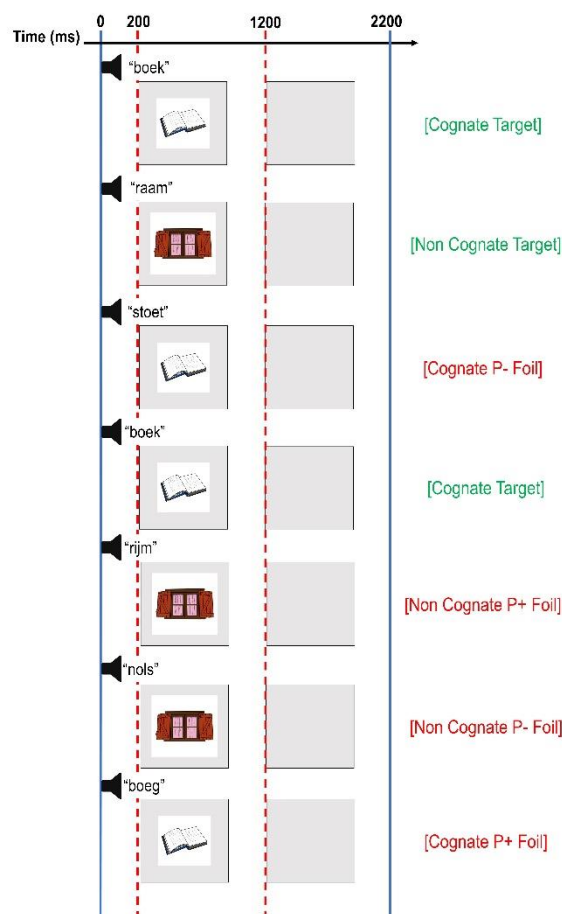 0 200 1200 2200
Time (ms)
“boek”
[Cognate Target]
“raam”
[Non Cognate Target]
“stoet”
[Cognate P- Foil]
“boek”
[Cognate Target]
“rijm”
[Non Cognate P+ Foil]
“nols”
[Non Cognate P- Foil]
“boeg”
[Cognate P+ Foil]